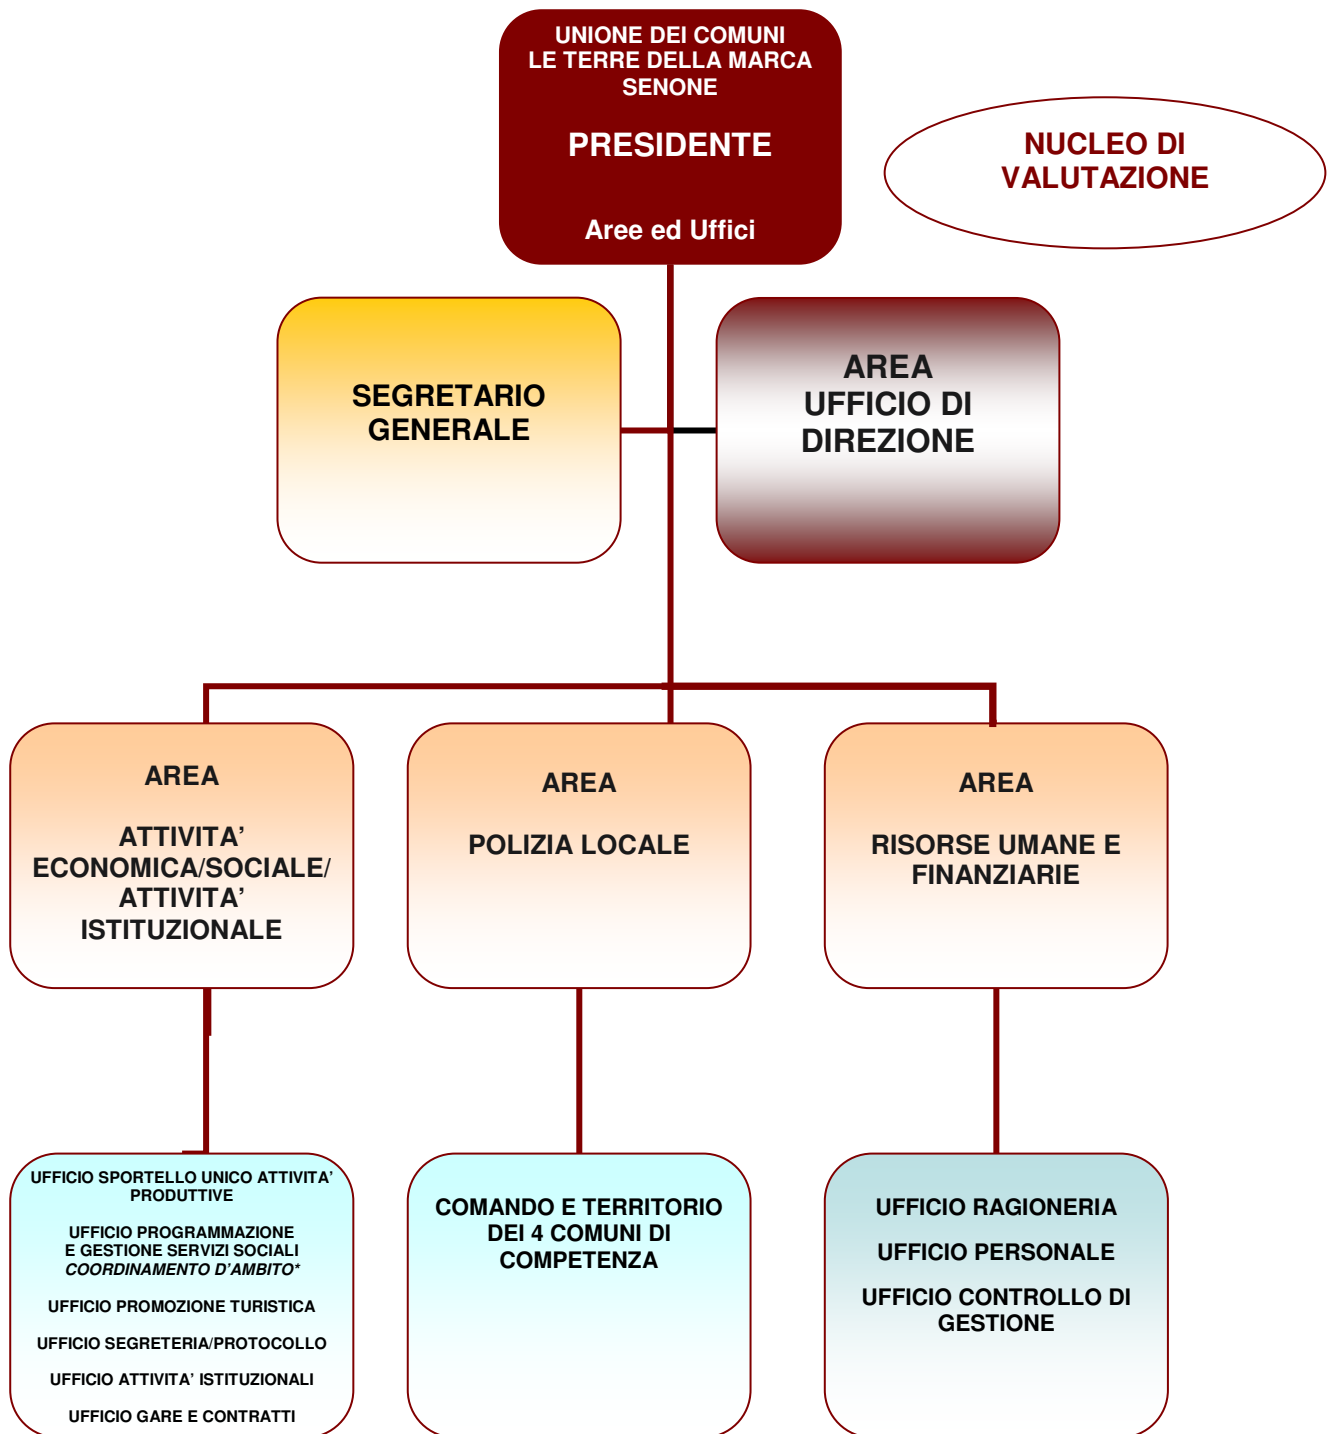 UNIONE DEI COMUNI
LE TERRE DELLA MARCA
SENONE
PRESIDENTE
Aree ed Uffici
NUCLEO DI
VALUTAZIONE
SEGRETARIO
GENERALE
AREA
UFFICIO DI
DIREZIONE
AREA
ATTIVITA’
ECONOMICA/SOCIALE/
ATTIVITA’
ISTITUZIONALE
AREA
POLIZIA LOCALE
AREA
RISORSE UMANE E
FINANZIARIE
UFFICIO SPORTELLO UNICO ATTIVITA’
PRODUTTIVE
UFFICIO PROGRAMMAZIONE
E GESTIONE SERVIZI SOCIALI
COORDINAMENTO D’AMBITO*
UFFICIO PROMOZIONE TURISTICA
UFFICIO SEGRETERIA/PROTOCOLLO
UFFICIO ATTIVITA’ ISTITUZIONALI
UFFICIO GARE E CONTRATTI
COMANDO E TERRITORIO
DEI 4 COMUNI DI
COMPETENZA
UFFICIO RAGIONERIA
UFFICIO PERSONALE
UFFICIO CONTROLLO DI
GESTIONE